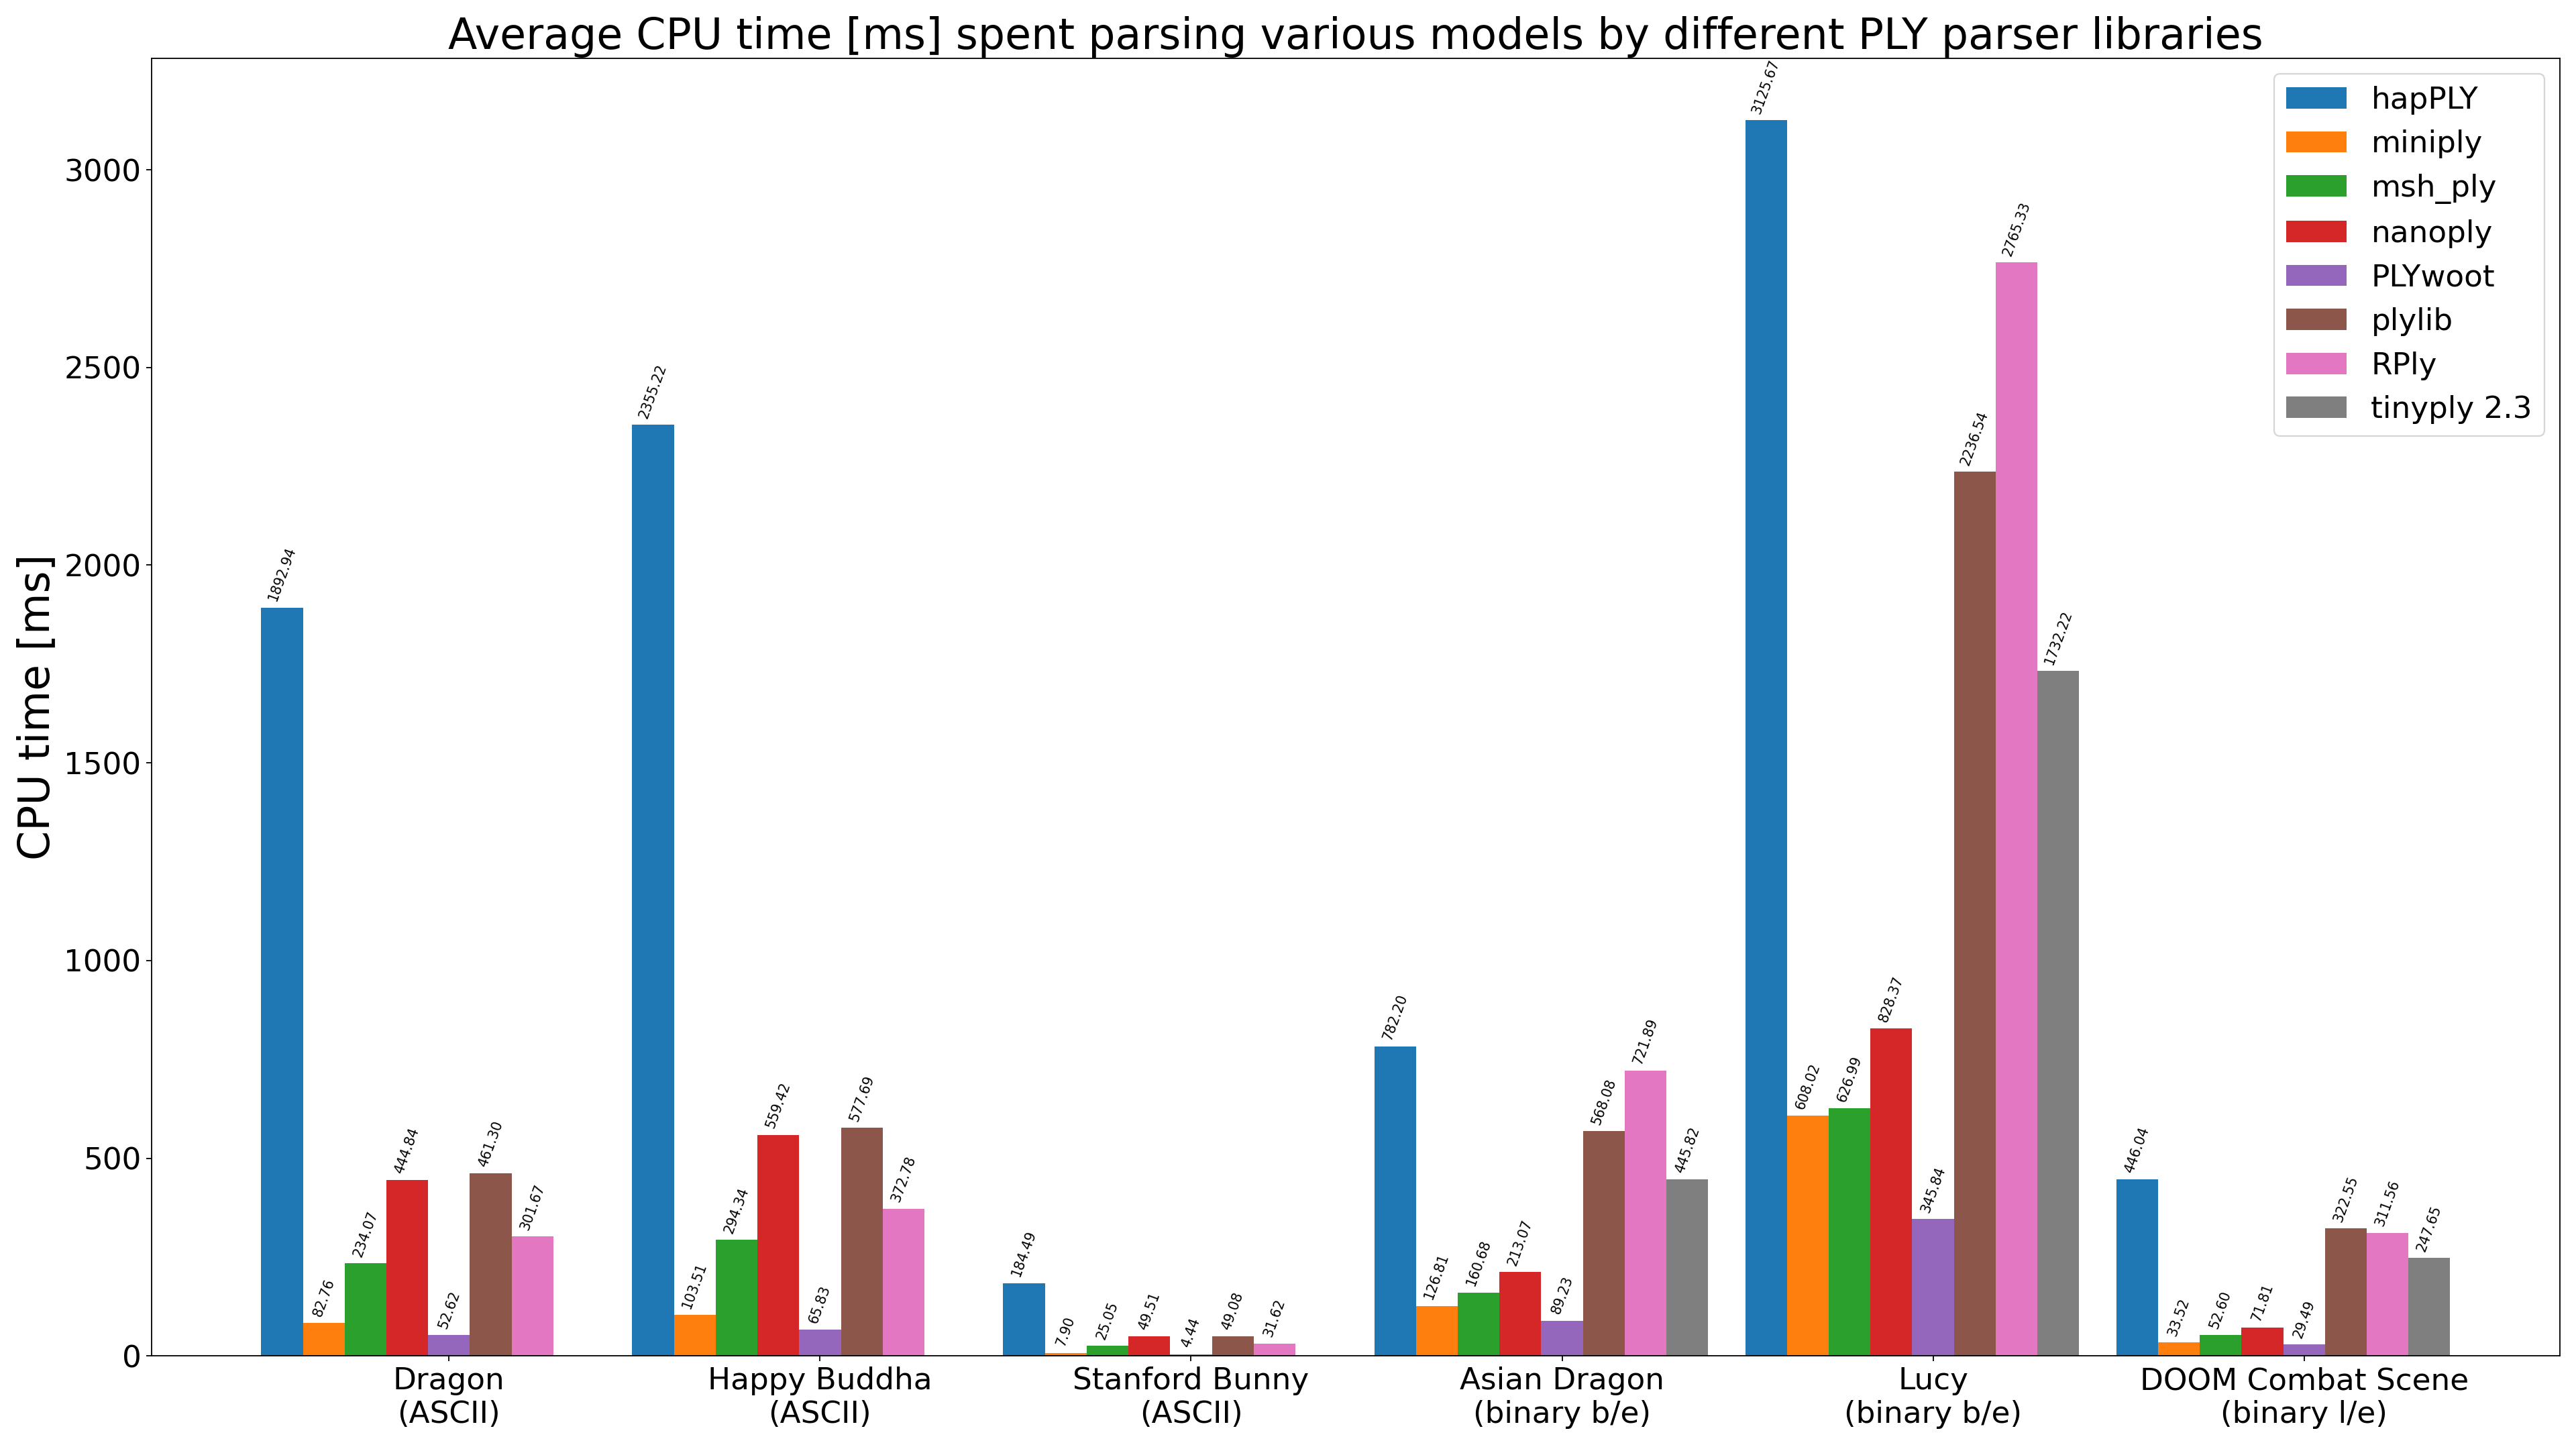 Average CPU time [ms] spent parsing various models by different PLY parser libraries
CPU time [ms]
3000
2500
2000
1500
1000
500
0
1892.94
82.76
234.07
444.84
52.62
461.30
301.67
2355.22
103.51
294.34
559.42
65.83
577.69
372.78
184.49
7.90
25.05
49.51
4.44
49.08
31.62
782.20
126.81
160.68
213.07
89.23
568.08
721.89
445.82
3125.67
608.02
626.99
828.37
345.84
2236.54
2765.33
1732.22
446.04
33.52
52.60
71.81
29.49
322.55
311.56
247.65
Dragon
(ASCII)
Happy Buddha
(ASCII)
Stanford Bunny
(ASCII)
Asian Dragon
(binary b/e)
Lucy
(binary b/e)
DOOM Combat Scene
(binary l/e)
hapPLY
miniply
msh_ply
nanoply
PLYwoot
plylib
RPly
tinyply 2.3